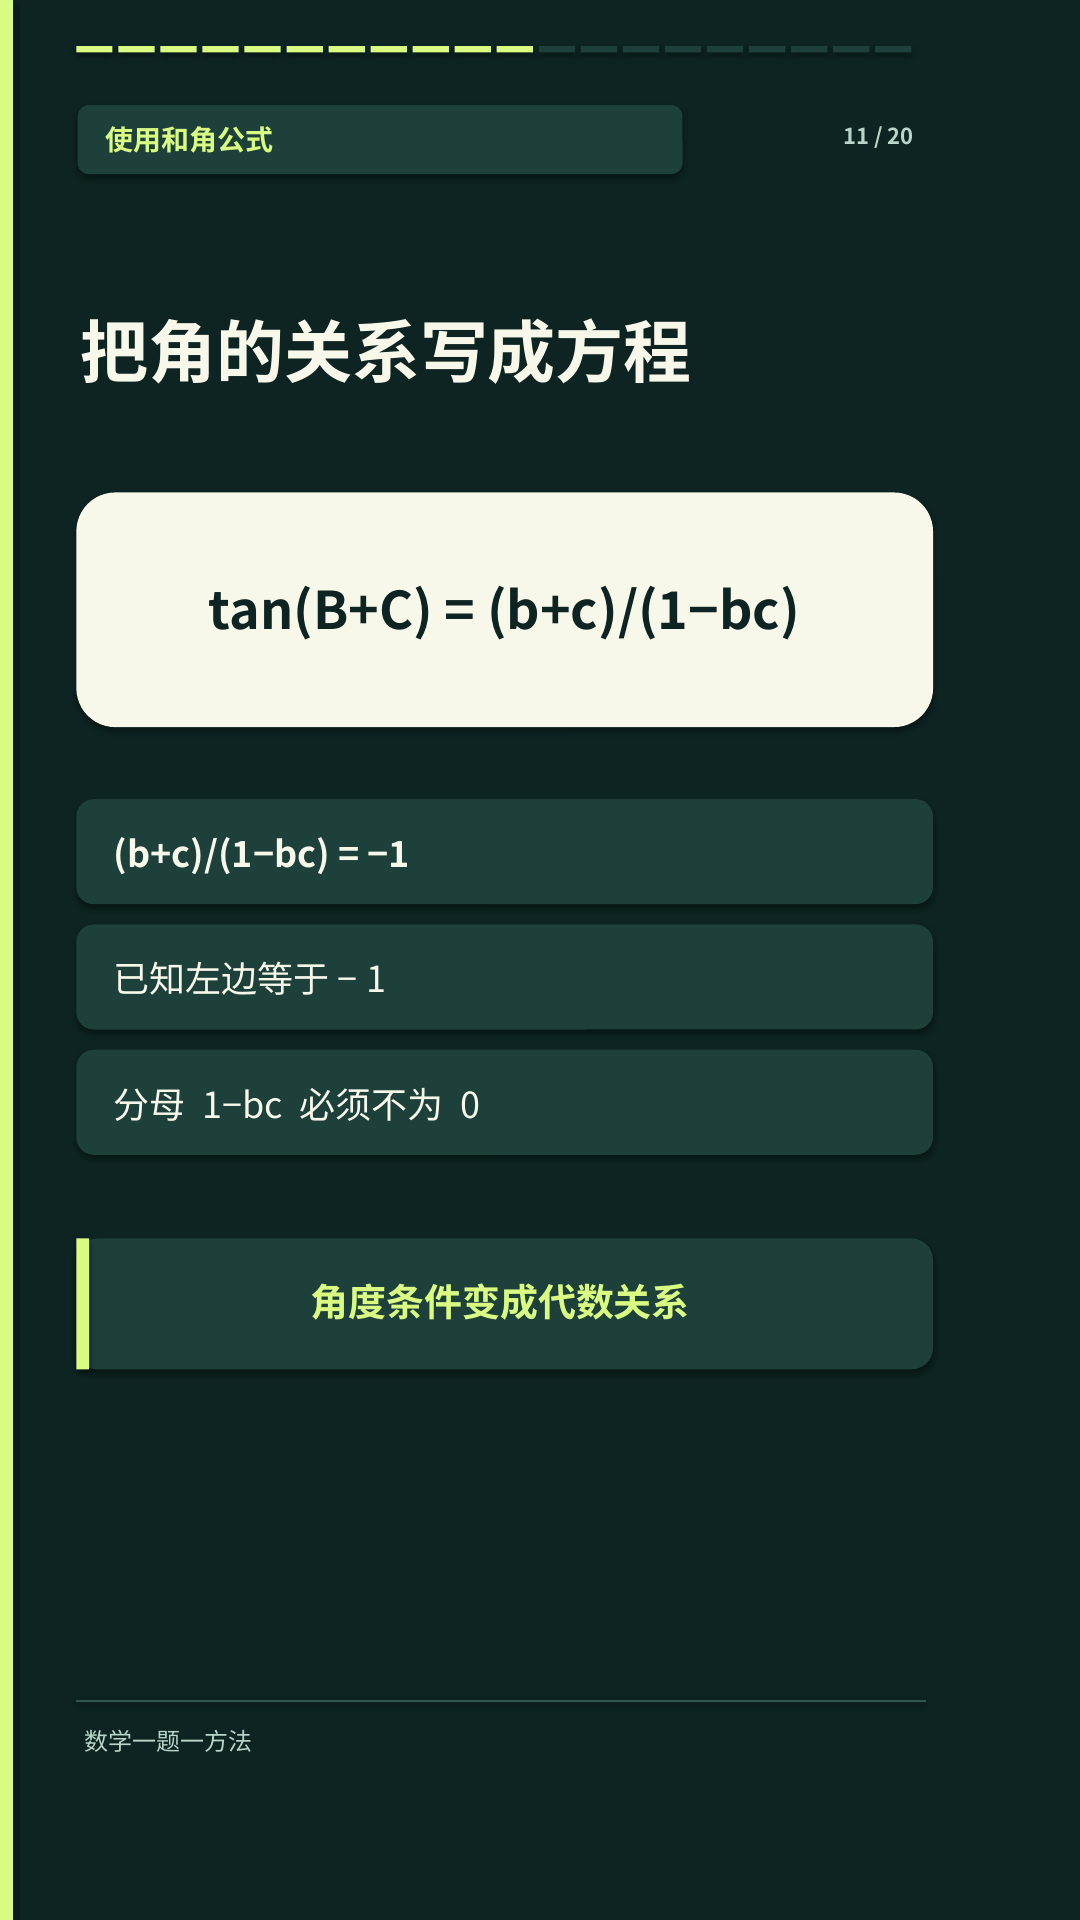 使用和角公式
11 / 20
把角的关系写成方程
tan(B+C) = (b+c)/(1−bc)
(b+c)/(1−bc) = −1
已知左边等于 − 1
分母 1−bc 必须不为 0
角度条件变成代数关系
数学一题一方法